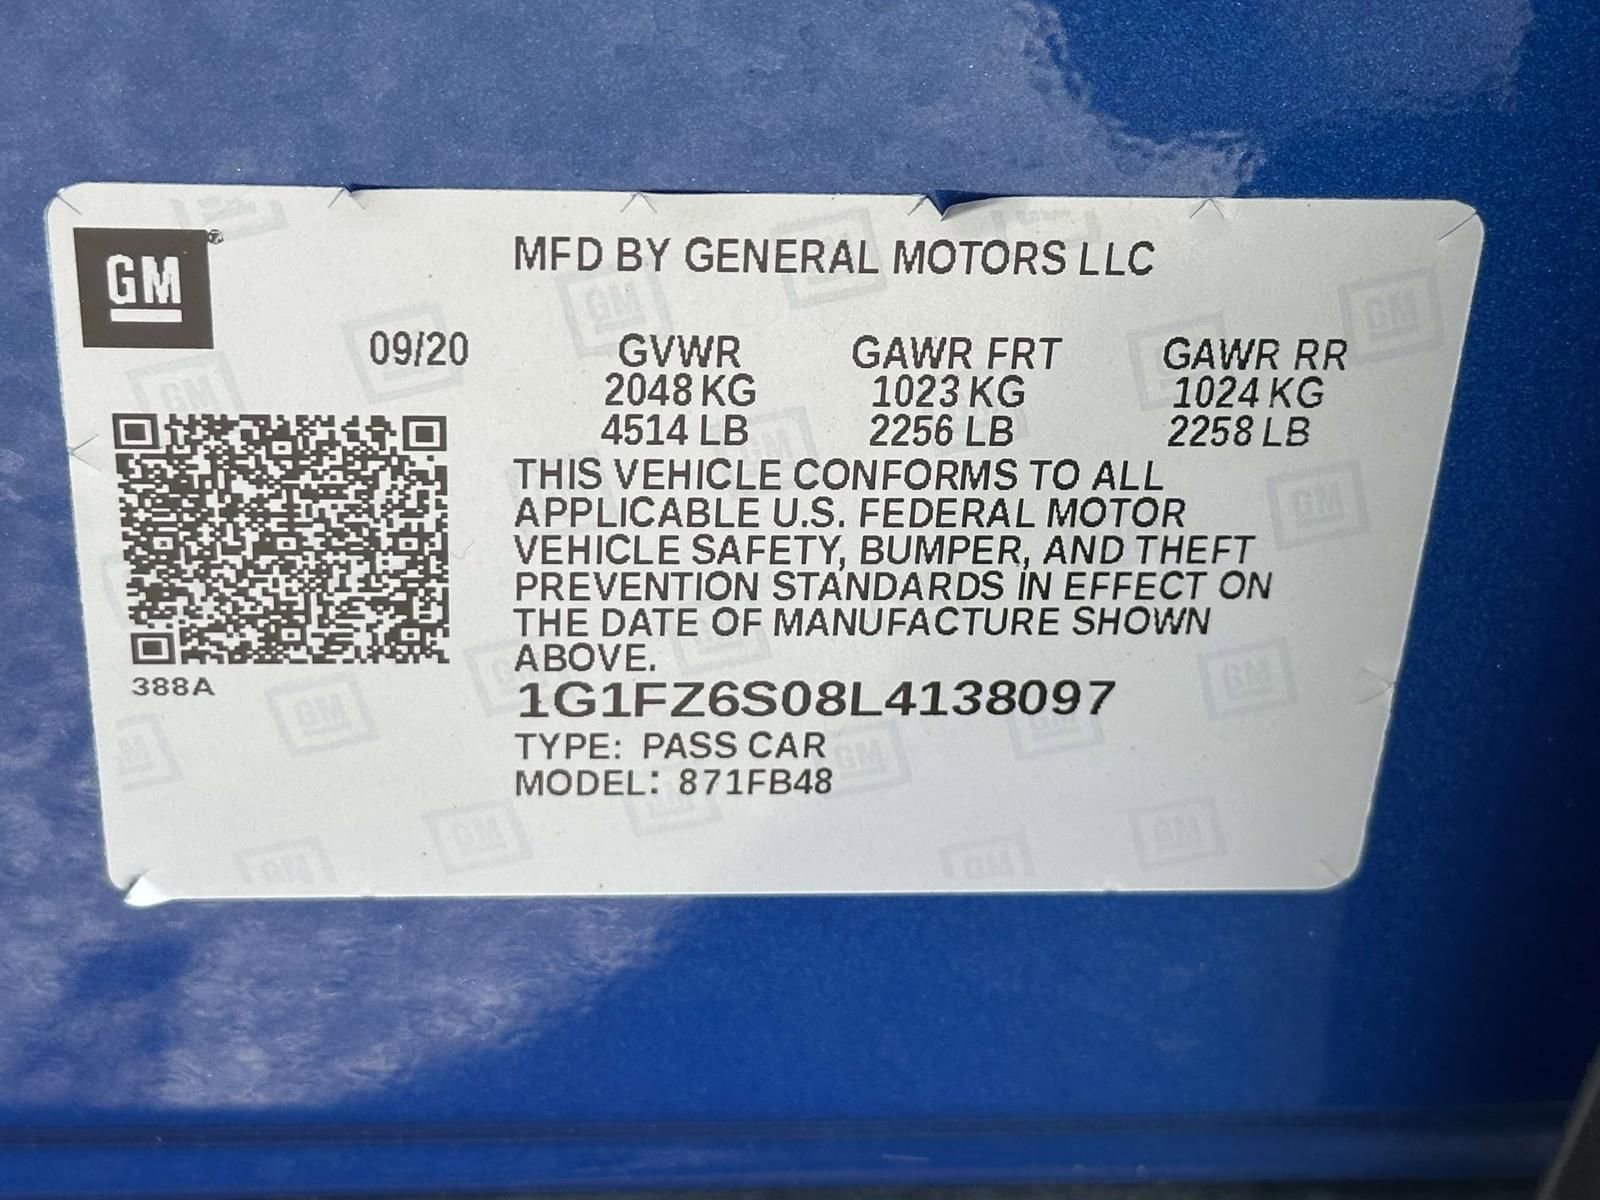 GM
MFD BY GENERAL MOTORS LLC
09/20
GVWR GAWR FRT GAWR RR
2048 KG 1023 KG 1024 KG
4514 LB 2256 LB 2258 LB
THIS VEHICLE CONFORMS TO ALL
APPLICABLE U.S. FEDERAL MOTOR
VEHICLE SAFETY, BUMPER, AND THEFT
PREVENTION STANDARDS IN EFFECT ON
THE DATE OF MANUFACTURE SHOWN
ABOVE.
388A
1G1FZ6S08L4138097
TYPE: PASS CAR
MODEL: 871FB48